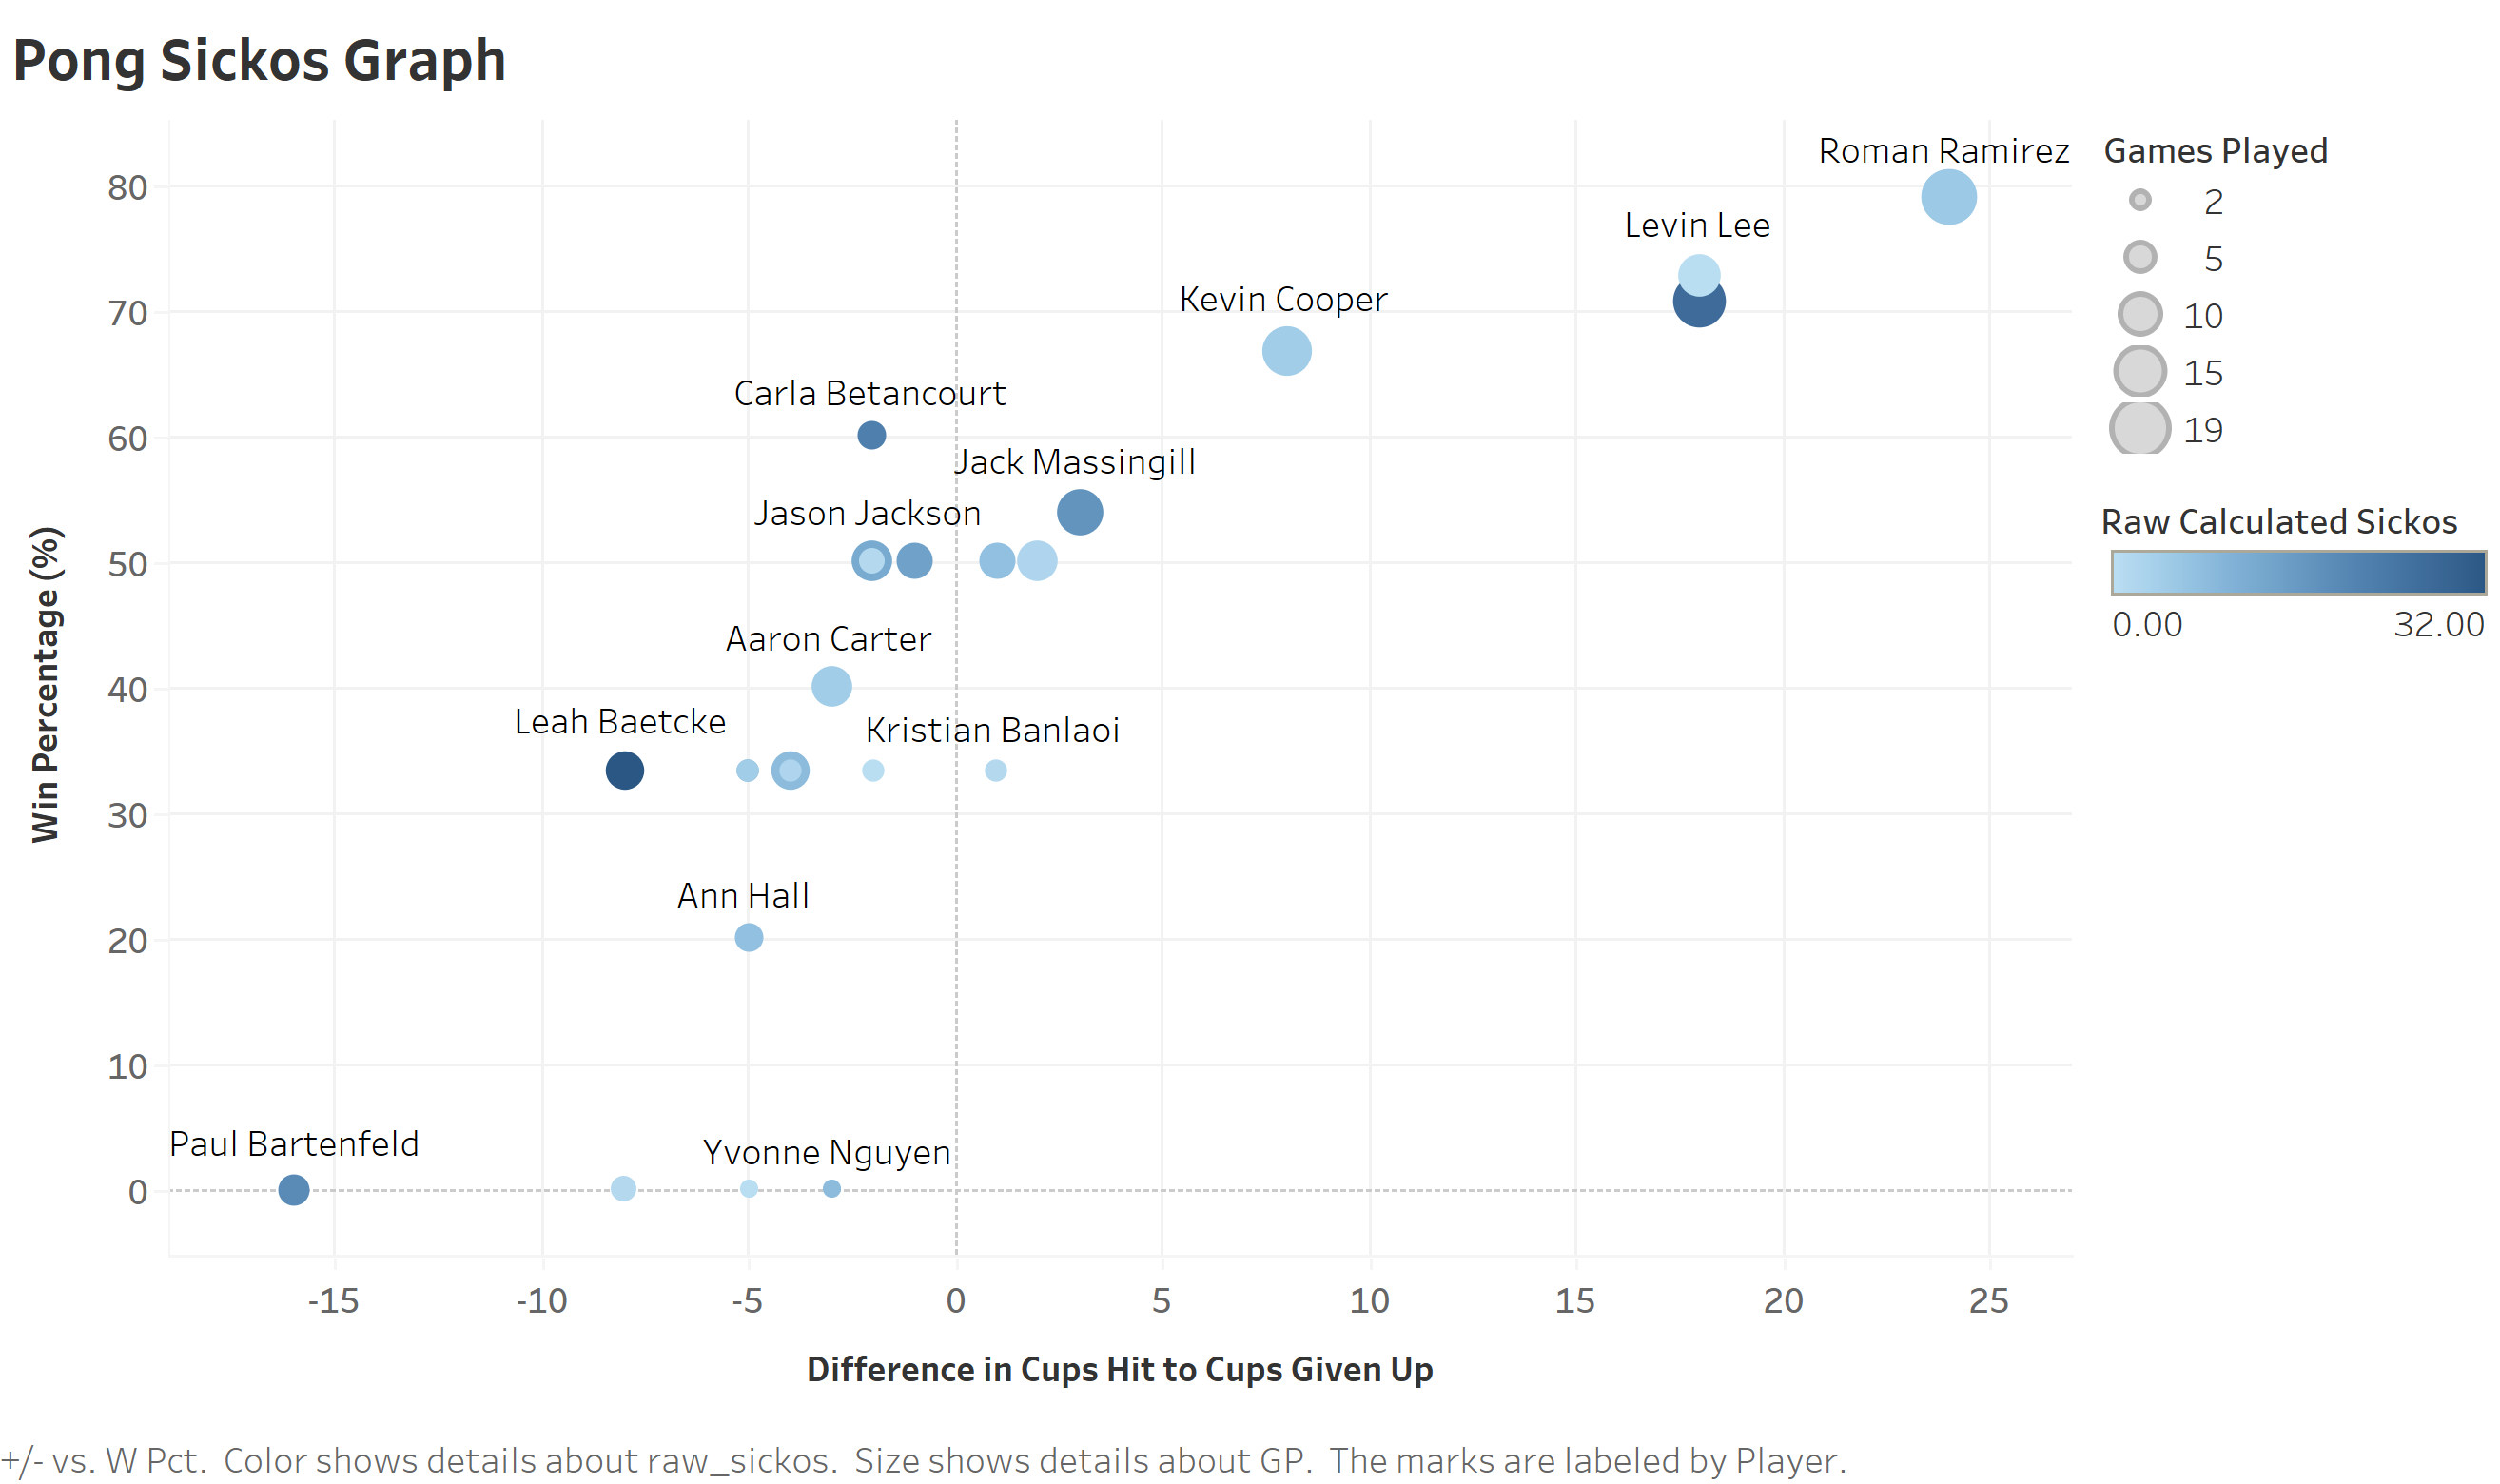 Pong Sickos Graph
Roman Ramirez
Levin Lee
Kevin Cooper
Carla Betancourt
Jack Massingill
Jason Jackson
Aaron Carter
Leah Baetcke
Kristian Banlaoi
Ann Hall
Paul Bartenfeld
Yvonne Nguyen
Win Percentage (%)
80
70
60
50
40
30
20
10
0
-15 -10 -5 0 5 10 15 20 25
Difference in Cups Hit to Cups Given Up
Games Played
2
5
10
15
19
Raw Calculated Sickos
0.00 32.00
+/- vs. W Pct. Color shows details about raw_sickos. Size shows details about GP. The marks are labeled by Player.